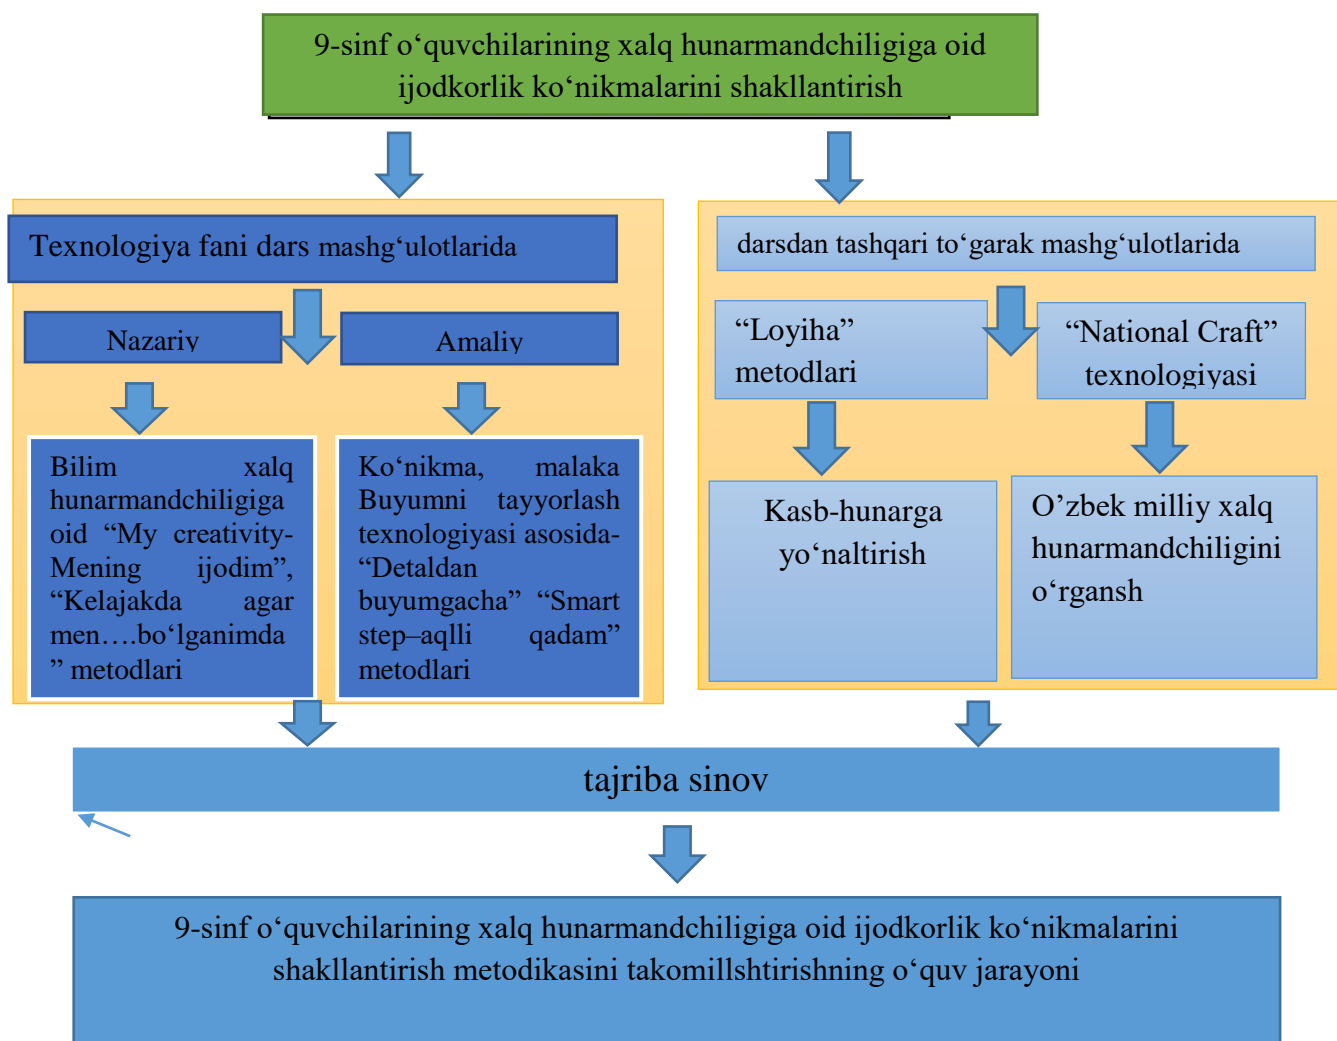 9-sinf o‘quvchilarining xalq hunarmandchiligiga oid
ijodkorlik ko‘nikmalarini shakllantirish
Texnologiya fani dars mashg‘ulotlarida
Nazariy
Amaliy
Bilim xalq
hunarmandchiligiga
oid “My creativity-
Mening ijodim”,
“Kelajakda agar
men….bo‘lganimda
” metodlari
Ko‘nikma, malaka
Buyumni tayyorlash
texnologiyasi asosida-
“Detaldan
buyumgacha” “Smart
step–aqlli qadam”
metodlari
darsdan tashqari to‘garak mashg‘ulotlarida
“Loyiha”
metodlari
“National Craft”
texnologiyasi
Kasb-hunarga
yo‘naltirish
O’zbek milliy xalq
hunarmandchiligini
o‘rgansh
tajriba sinov
9-sinf o‘quvchilarining xalq hunarmandchiligiga oid ijodkorlik ko‘nikmalarini
shakllantirish metodikasini takomillshtirishning o‘quv jarayoni